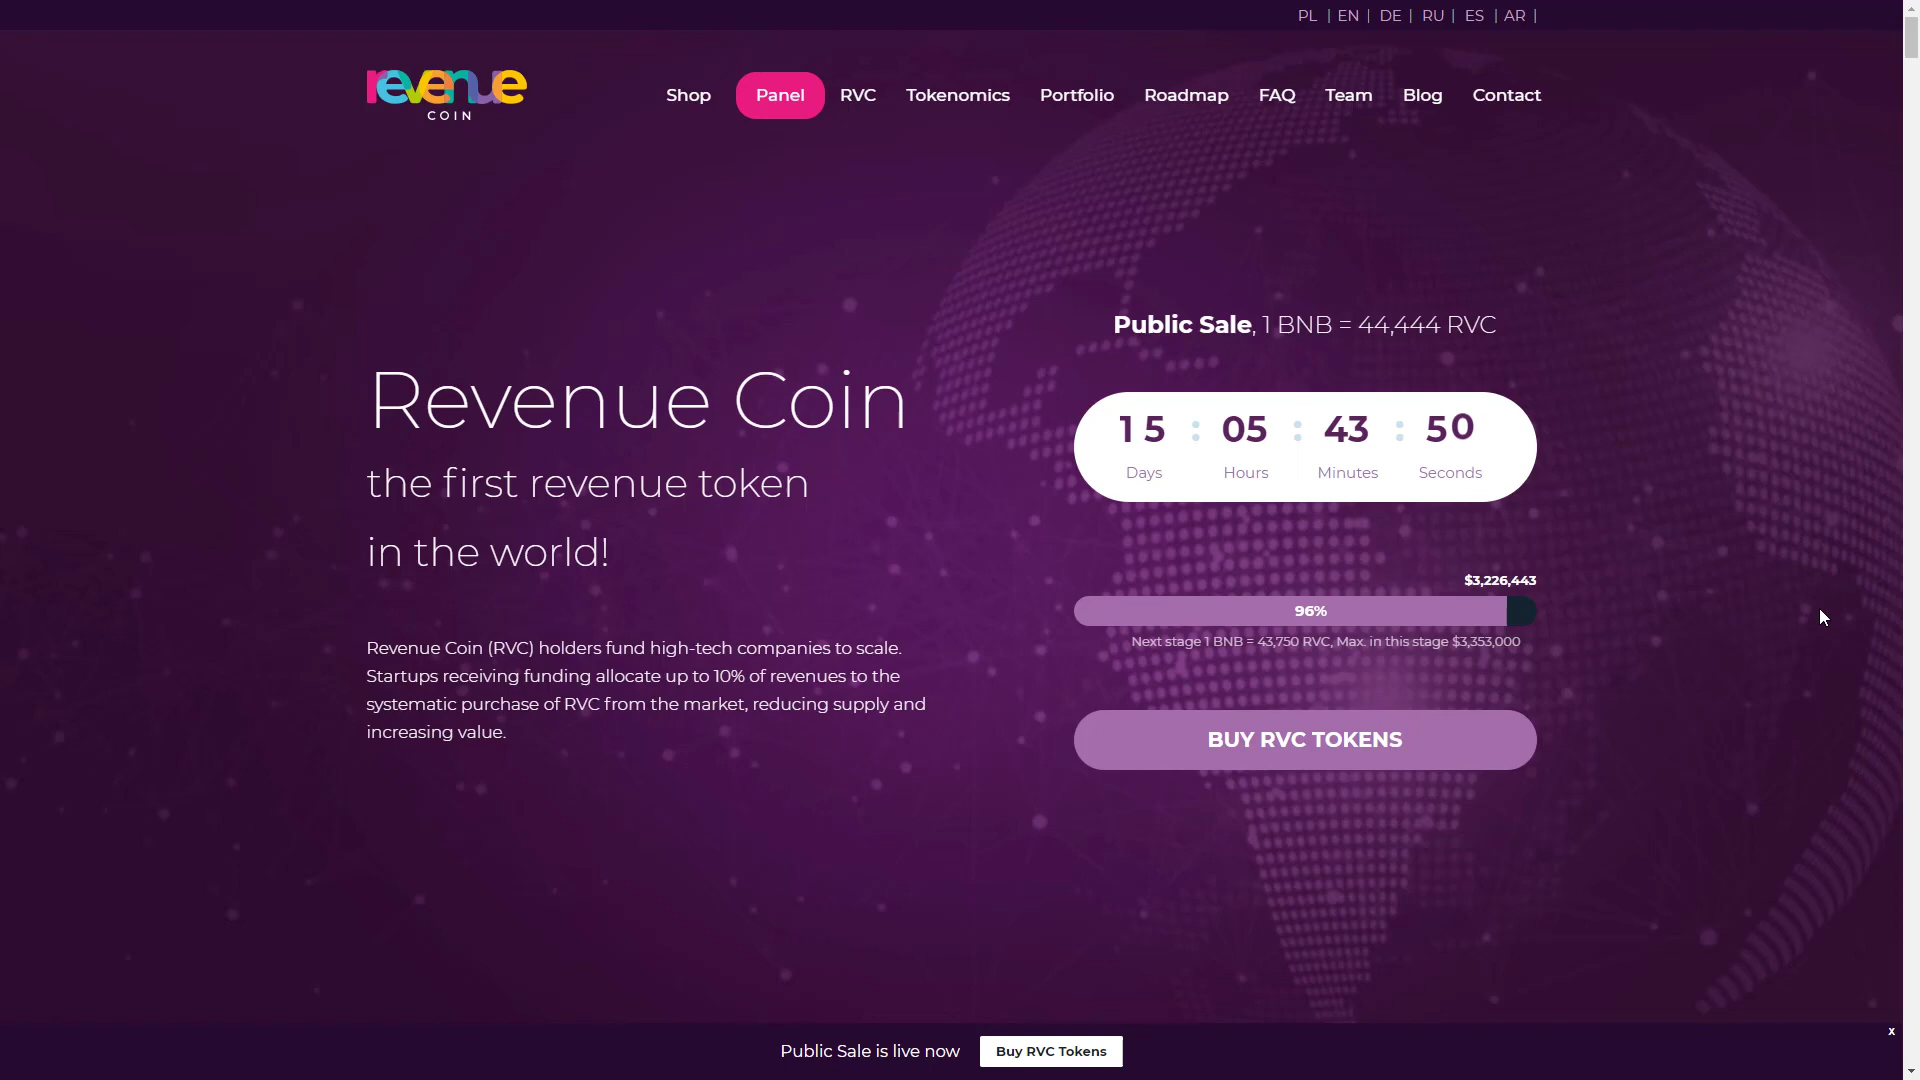 PL | EN | DE | RU | ES | AR |
revenue
COIN
Shop Panel RVC Tokenomics Portfolio Roadmap FAQ Team Blog Contact
Revenue Coin
the first revenue token
in the world!
Revenue Coin (RVC) holders fund high-tech companies to scale.
Startups receiving funding allocate up to 10% of revenues to the
systematic purchase of RVC from the market, reducing supply and
increasing value.
Public Sale, 1 BNB = 44,444 RVC
15 : 05 : 43 : 50
Days Hours Minutes Seconds
$3,226,443
96%
Next stage 1 BNB = 43,750 RVC, Max. in this stage $3,353,000
BUY RVC TOKENS
x
Public Sale is live now Buy RVC Tokens